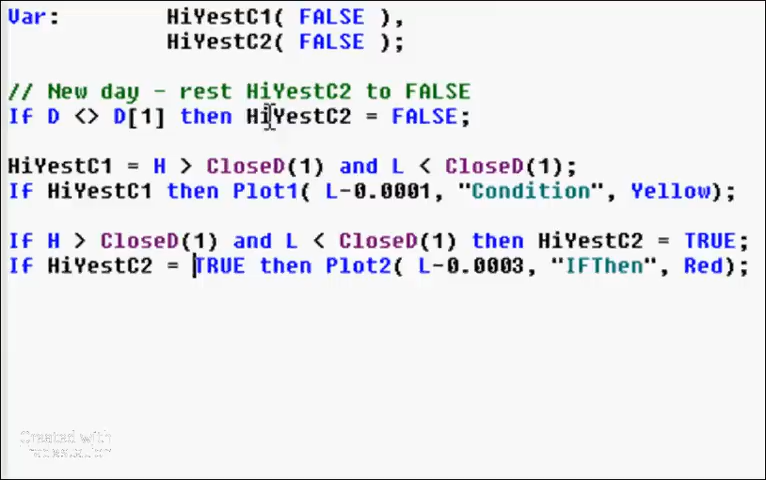 Var:           HiYestC1( FALSE ),
               HiYestC2( FALSE );
// New day - rest HiYestC2 to FALSE
If D <> D[1] then HiYestC2 = FALSE;
HiYestC1 = H > CloseD(1) and L < CloseD(1);
If HiYestC1 then Plot1( L-0.0001, "Condition", Yellow);
If H > CloseD(1) and L < CloseD(1) then HiYestC2 = TRUE;
If HiYestC2 = TRUE then Plot2( L-0.0003, "IFThen", Red);
Created with